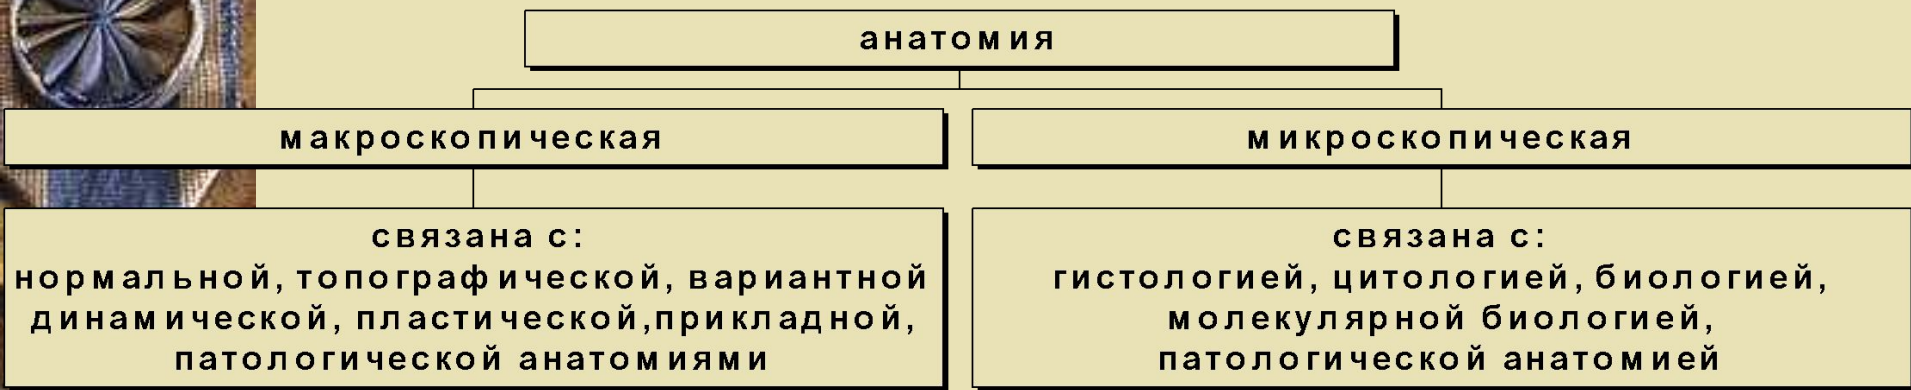 анатомия
макроскопическая
микроскопическая
связана с:
нормальной, топографической, вариантной
динамической, пластической,прикладной,
патологической анатомиями
связана с:
гистологией, цитологией, биологией,
молекулярной биологией,
патологической анатомией